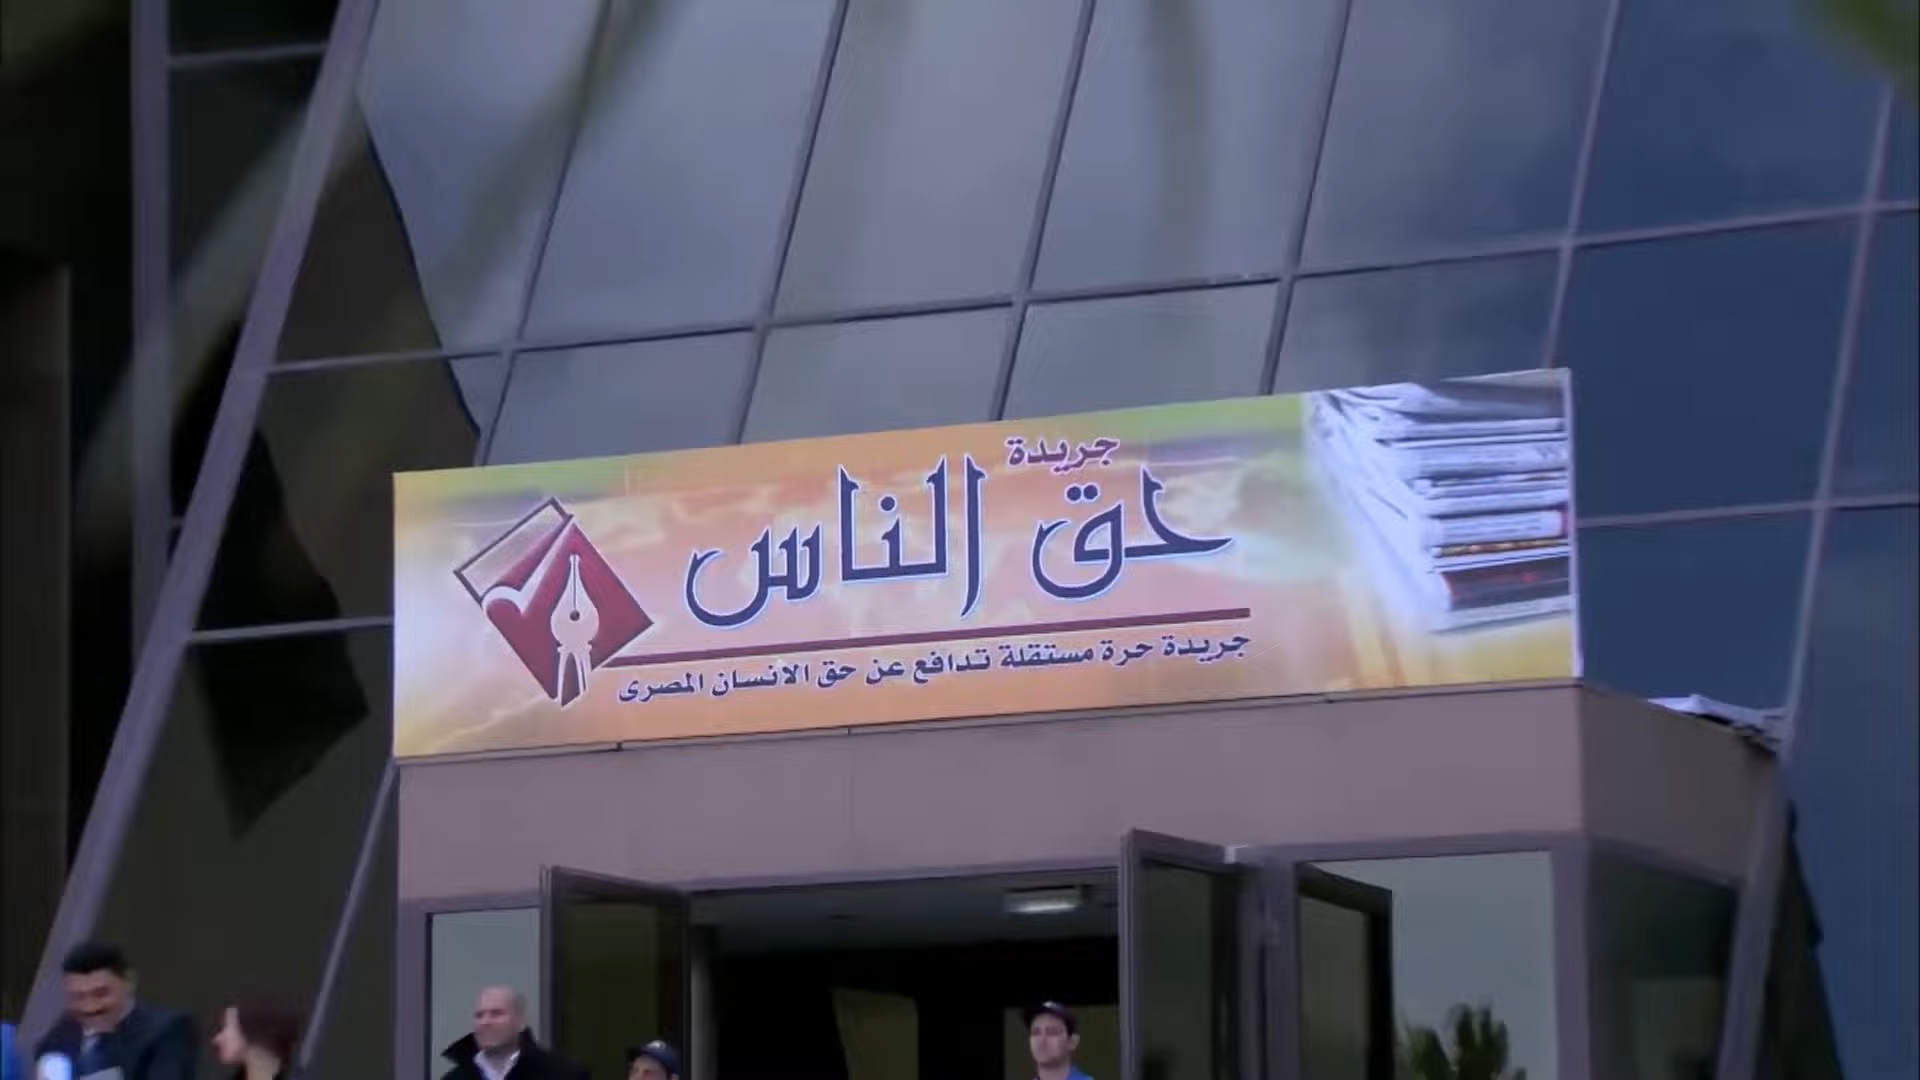 جريدة
حق الناس
جريدة حرة مستقلة تدافع عن حق الانسان المصرى